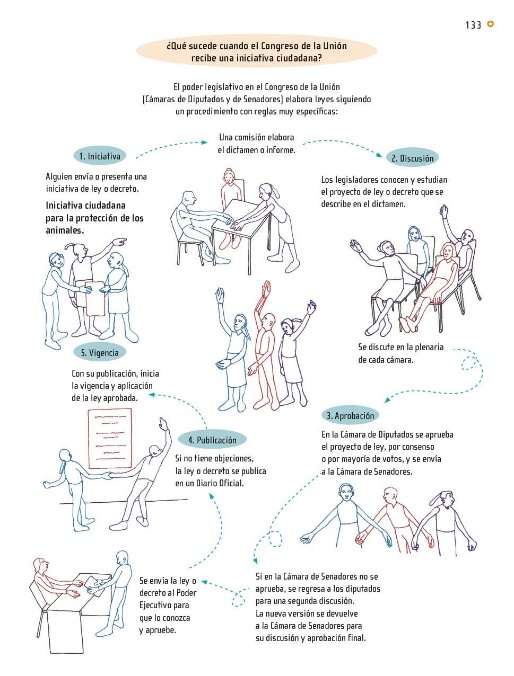 133
¿Qué sucede cuando el Congreso de la Unión
recibe una iniciativa ciudadana?
El poder legislativo en el Congreso de la Unión
(Cámaras de Diputados y de Senadores) elabora leyes siguiendo
un procedimiento con reglas muy específicas:
1. Iniciativa
Alguien envía o presenta una
iniciativa de ley o decreto.
Iniciativa ciudadana
para la protección de los
animales.
Una comisión elabora
el dictamen o informe.
2. Discusión
Los legisladores conocen y estudian
el proyecto de ley o decreto que se
describe en el dictamen.
Se discute en la plenaria
de cada cámara.
3. Aprobación
En la Cámara de Diputados se aprueba
el proyecto de ley, por consenso
o por mayoría de votos, y se envía
a la Cámara de Senadores.
Si en la Cámara de Senadores no se
aprueba, se regresa a los diputados
para una segunda discusión.
La nueva versión se devuelve
a la Cámara de Senadores para
su discusión y aprobación final.
Se envía la ley o
decreto al Poder
Ejecutivo para
que lo conozca
y apruebe.
4. Publicación
Si no tiene objeciones,
la ley o decreto se publica
en un Diario Oficial.
5. Vigencia
Con su publicación, inicia
la vigencia y aplicación
de la ley aprobada.